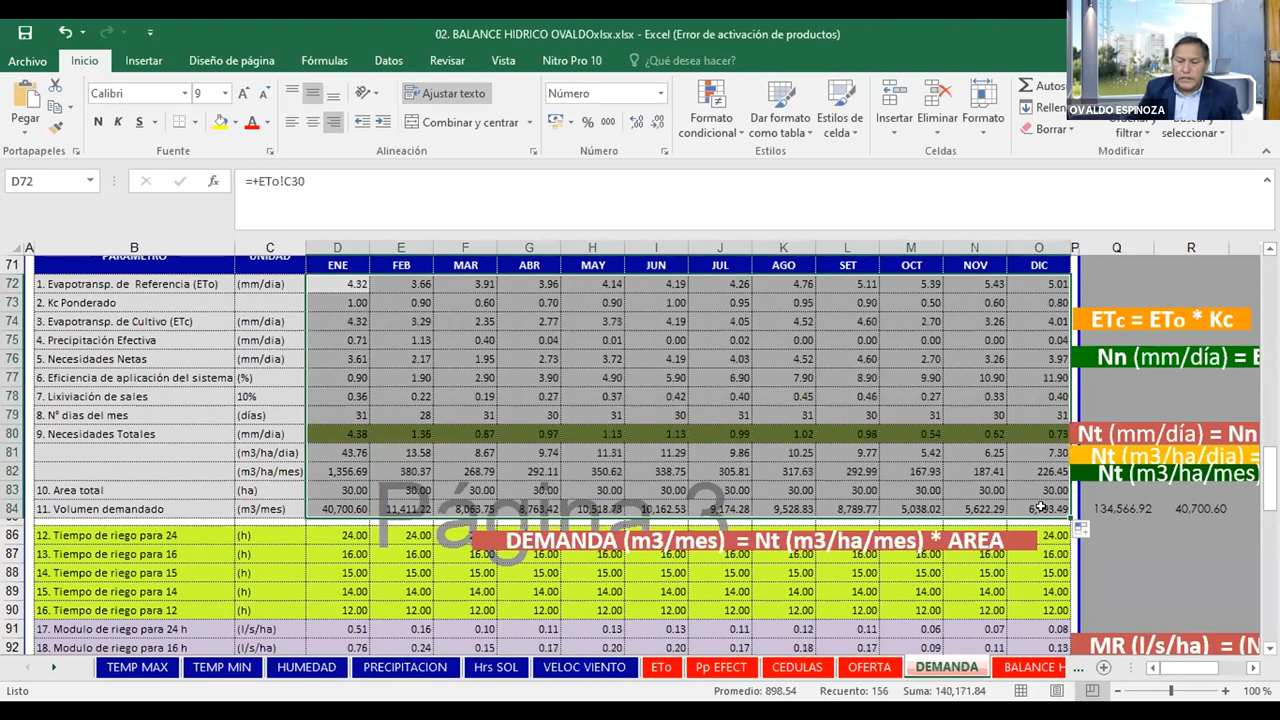 02. BALANCE HIDRICO OVALDOxlsx.xlsx - Excel (Error de activación de productos)
OVALDO ESPINOZA
Archivo Inicio Insertar Diseño de página Fórmulas Datos Revisar Vista Nitro Pro 10 ¿Qué desea hacer?
Pegar Calibri 9 Ajustar texto Número Formato condicional Dar formato como tabla Estilos de celda Insertar Eliminar Formato Autos
N K S Combinar y centrar % 000 Rellen
Borrar filtrar seleccionar
Portapapeles Fuente Alineación Número Estilos Celdas Modificar
D72 =+ETo!C30
A B C D E F G H I J K L M N O P Q R
71 PARAMETRO UNIDAD ENE FEB MAR ABR MAY JUN JUL AGO SET OCT NOV DIC
72 1. Evapotransp. de Referencia (ETo) (mm/dia) 4.32 3.66 3.91 3.96 4.14 4.19 4.26 4.76 5.11 5.39 5.43 5.01
73 2. Kc Ponderado 1.00 0.90 0.60 0.70 0.90 1.00 0.95 0.95 0.90 0.50 0.60 0.80
74 3. Evapotransp. de Cultivo (ETc) (mm/dia) 4.32 3.29 2.35 2.77 3.73 4.19 4.05 4.52 4.60 2.70 3.26 4.01 ETc = ETo * Kc
75 4. Precipitación Efectiva (mm/dia) 0.71 1.13 0.40 0.04 0.01 0.00 0.02 0.00 0.00 0.00 0.00 0.04
76 5. Necesidades Netas (mm/dia) 3.61 2.17 1.95 2.73 3.72 4.19 4.03 4.52 4.60 2.70 3.26 3.97 Nn (mm/día) = E
77 6. Eficiencia de aplicación del sistema (%) 0.90 1.90 2.90 3.90 4.90 5.90 6.90 7.90 8.90 9.90 10.90 11.90
78 7. Lixiviación de sales 10% 0.36 0.22 0.19 0.27 0.37 0.42 0.40 0.45 0.46 0.27 0.33 0.40
79 8. N° dias del mes (días) 31 28 31 30 31 30 31 31 30 31 30 31
80 9. Necesidades Totales (mm/dia) 4.38 1.36 0.87 0.97 1.13 1.13 0.99 1.02 0.98 0.54 0.62 0.73 Nt (mm/día) = Nn
81 (m3/ha/dia) 43.76 13.58 8.67 9.74 11.31 11.29 9.86 10.25 9.77 5.42 6.25 7.30 Nt (m3/ha/dia) =
82 (m3/ha/mes) 1,356.69 380.37 268.79 292.11 350.62 338.75 305.81 317.63 292.99 167.93 187.41 226.45 Nt (m3/ha/mes)
83 10. Area total (ha) 30.00 30.00 30.00 30.00 30.00 30.00 30.00 30.00 30.00 30.00 30.00 30.00
84 11. Volumen demandado (m3/mes) 40,700.60 11,411.22 8,063.75 8,763.42 10,518.73 10,162.53 9,174.28 9,528.83 8,789.77 5,038.02 5,622.29 134,566.92 40,700.60
Página 3
86 12. Tiempo de riego para 24 (h) 24.00 24.00 24.00
DEMANDA (m3/mes) = Nt (m3/ha/mes) * AREA
87 13. Tiempo de riego para 16 (h) 16.00 16.00 16.00 16.00 16.00 16.00 16.00 16.00 16.00 16.00 16.00 16.00
88 14. Tiempo de riego para 15 (h) 15.00 15.00 15.00 15.00 15.00 15.00 15.00 15.00 15.00 15.00 15.00 15.00
89 15. Tiempo de riego para 14 (h) 14.00 14.00 14.00 14.00 14.00 14.00 14.00 14.00 14.00 14.00 14.00 14.00
90 16. Tiempo de riego para 12 (h) 12.00 12.00 12.00 12.00 12.00 12.00 12.00 12.00 12.00 12.00 12.00 12.00
91 17. Modulo de riego para 24 h (l/s/ha) 0.51 0.16 0.10 0.11 0.13 0.13 0.11 0.12 0.11 0.06 0.07 0.08
92 18. Modulo de riego para 16 h (l/s/ha) 0.76 0.24 0.15 0.17 0.20 0.20 0.17 0.18 0.17 0.09 0.11 0.13 MR (l/s/ha) = (N
TEMP MAX TEMP MIN HUMEDAD PRECIPITACION Hrs SOL VELOC VIENTO ETo Pp EFECT CEDULAS OFERTA DEMANDA BALANCE H ...
Listo Promedio: 898.54 Recuento: 156 Suma: 140,171.84 100 %